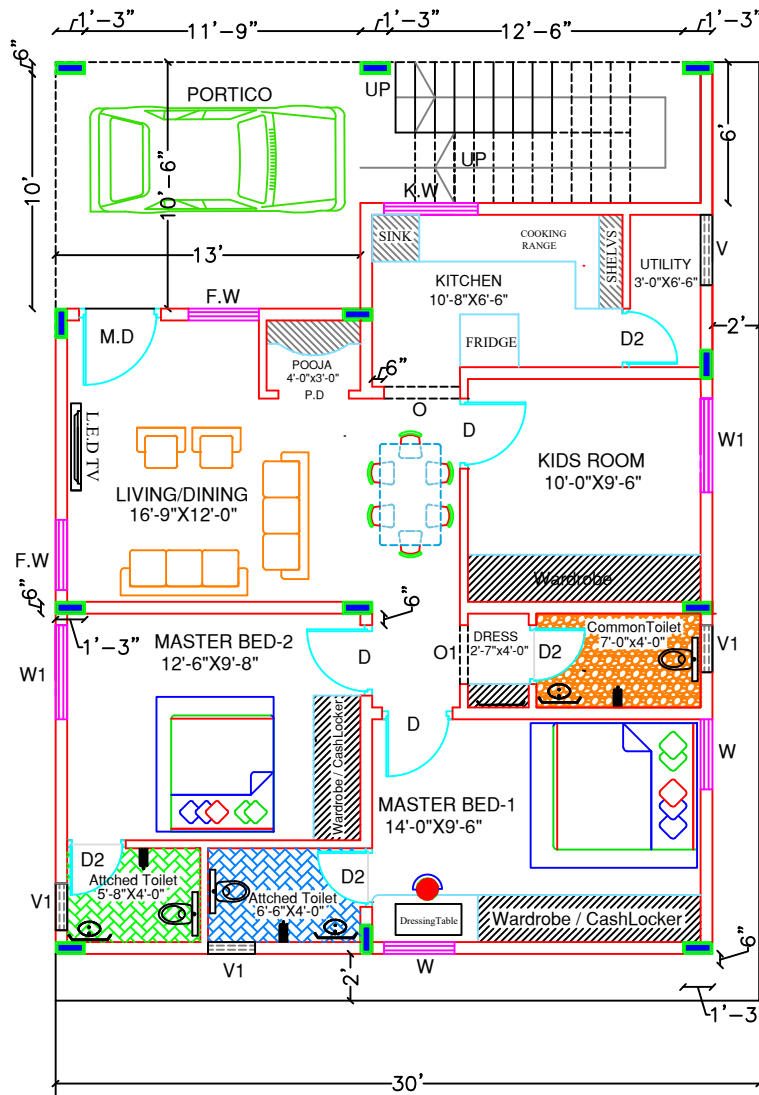 1'-3"
1'-3"
1'-3"
11'-9"
12'-6"
6"
PORTICO
UP
UP
6'
10'
10'-6"
13'
K.W
SINK
COOKING
RANGE
SHELVS
UTILITY
3'-0"X6'-6"
V
KITCHEN
10'-8"X6'-6"
F.W
2'
M.D
FRIDGE
D2
POOJA
4'-0"x3'-0"
P.D
6"
O
D
L.E.D TV
W1
KIDS ROOM
10'-0"X9'-6"
LIVING/DINING
16'-9"X12'-0"
F.W
Wardrobe
6"
6"
1'-3"
MASTER BED-2
12'-6"X9'-8"
D
O1
DRESS
2'-7"x4'-0"
D2
CommonToilet
7'-0"x4'-0"
V1
W1
D
W
Wardrobe / CashLocker
MASTER BED-1
14'-0"X9'-6"
D2
Attched Toilet
5'-8"X4'-0"
D2
Attched Toilet
6'-6"X4'-0"
V1
DressingTable
Wardrobe / CashLocker
V1
W
6"
2'
1'-3
30'